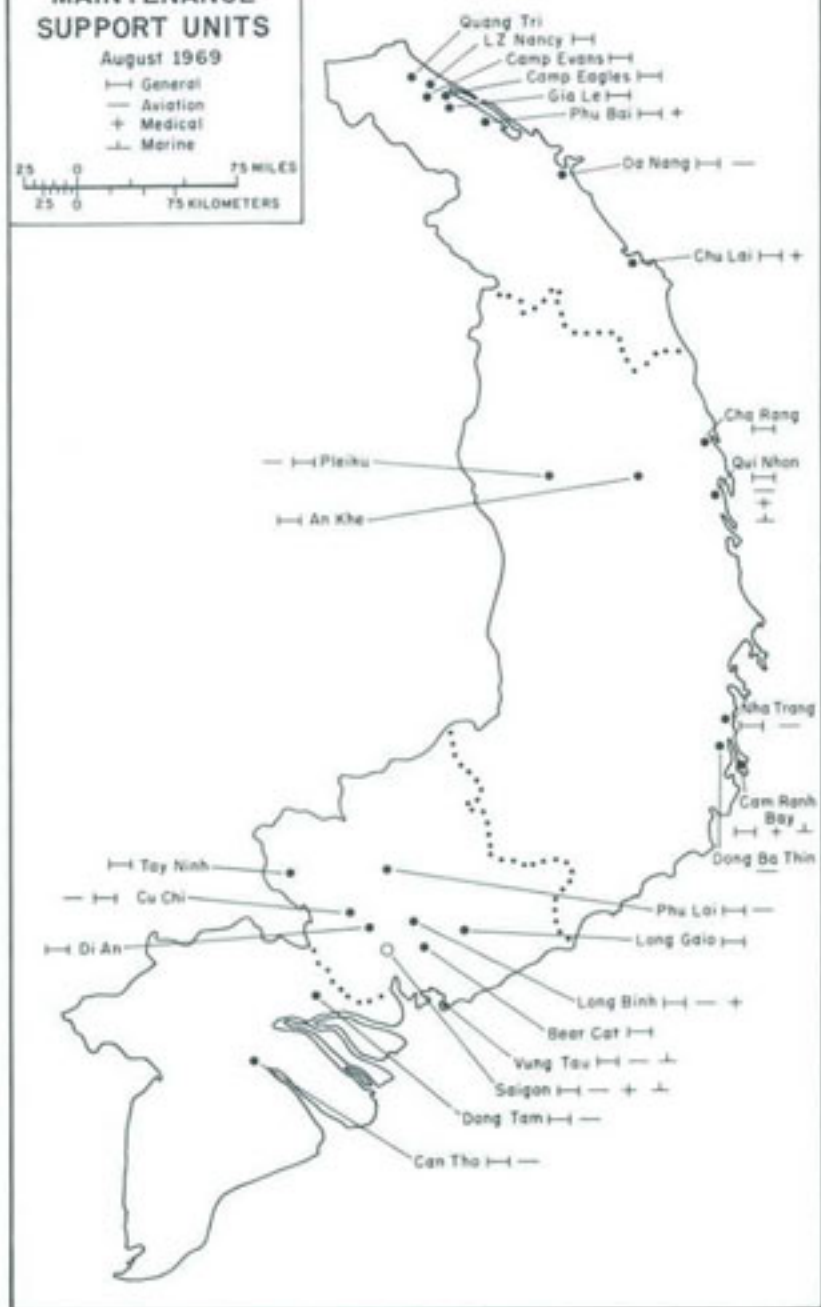 MAINTENANCE
SUPPORT UNITS
August 1969
General
Aviation
Medical
Marine
25 0 75 MILES
25 0 75 KILOMETERS
Quang Tri
LZ Nancy
Camp Evans
Camp Eagles
Gia Le
Phu Bai
Da Nang
Chu Lai
Cha Rang
Pleiku
Qui Nhon
An Khe
Nha Trang
Cam Ranh
Bay
Dong Ba Thin
Tay Ninh
Cu Chi
Phu Loi
Di An
Long Gaio
Long Binh
Bear Cat
Vung Tau
Saigon
Dong Tam
Can Tho